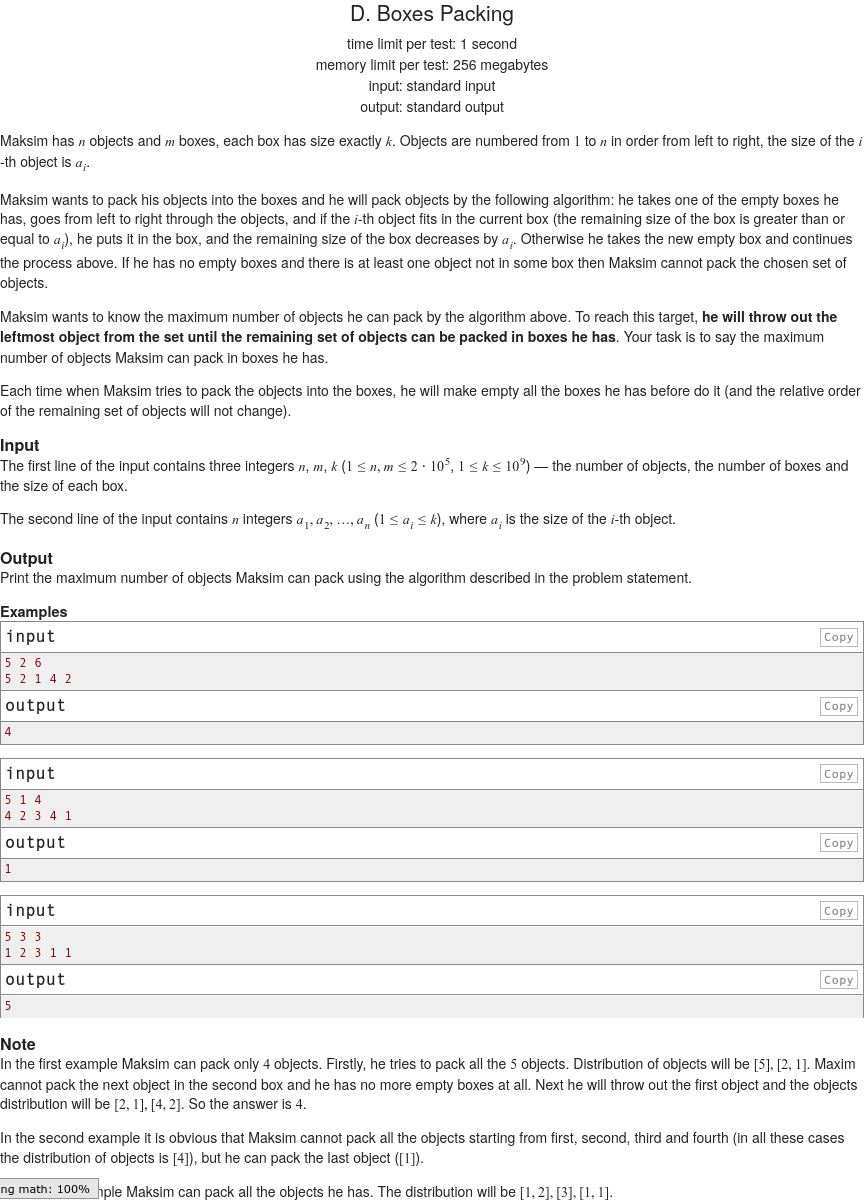 D. Boxes Packing
time limit per test: 1 second
memory limit per test: 256 megabytes
input: standard input
output: standard output
Maksim has n objects and m boxes, each box has size exactly k. Objects are numbered from 1 to n in order from left to right, the size of the i
-th object is a_i.
Maksim wants to pack his objects into the boxes and he will pack objects by the following algorithm: he takes one of the empty boxes he
has, goes from left to right through the objects, and if the i-th object fits in the current box (the remaining size of the box is greater than or
equal to a_i), he puts it in the box, and the remaining size of the box decreases by a_i. Otherwise he takes the new empty box and continues
the process above. If he has no empty boxes and there is at least one object not in some box then Maksim cannot pack the chosen set of
objects.
Maksim wants to know the maximum number of objects he can pack by the algorithm above. To reach this target, he will throw out the
leftmost object from the set until the remaining set of objects can be packed in boxes he has. Your task is to say the maximum
number of objects Maksim can pack in boxes he has.
Each time when Maksim tries to pack the objects into the boxes, he will make empty all the boxes he has before do it (and the relative order
of the remaining set of objects will not change).
Input
The first line of the input contains three integers n, m, k (1 ≤ n, m ≤ 2 · 10^5, 1 ≤ k ≤ 10^9) — the number of objects, the number of boxes and
the size of each box.
The second line of the input contains n integers a_1, a_2, …, a_n (1 ≤ a_i ≤ k), where a_i is the size of the i-th object.
Output
Print the maximum number of objects Maksim can pack using the algorithm described in the problem statement.
Examples
input Copy
5 2 6
5 2 1 4 2
output Copy
4
input Copy
5 1 4
4 2 3 4 1
output Copy
1
input Copy
5 3 3
1 2 3 1 1
output Copy
5
Note
In the first example Maksim can pack only 4 objects. Firstly, he tries to pack all the 5 objects. Distribution of objects will be [5], [2, 1]. Maxim
cannot pack the next object in the second box and he has no more empty boxes at all. Next he will throw out the first object and the objects
distribution will be [2, 1], [4, 2]. So the answer is 4.
In the second example it is obvious that Maksim cannot pack all the objects starting from first, second, third and fourth (in all these cases
the distribution of objects is [4]), but he can pack the last object ([1]).
ng math: 100% mple Maksim can pack all the objects he has. The distribution will be [1, 2], [3], [1, 1].